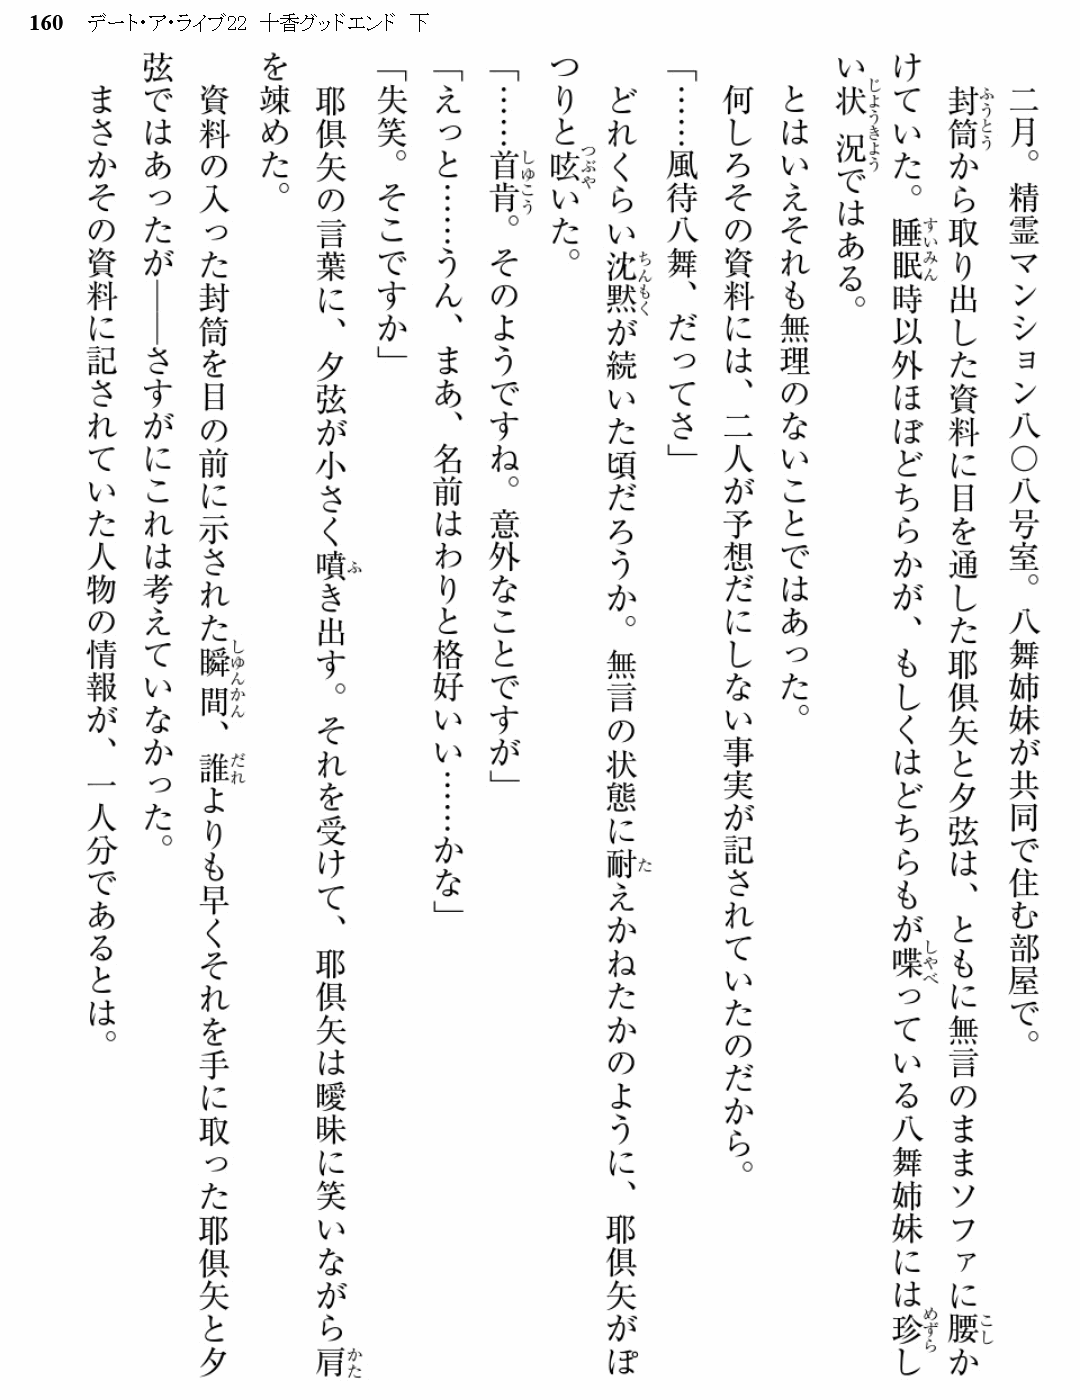 160 デート・ア・ライブ22 十香グッドエンド 下
二月。精霊マンション八〇八号室。八舞姉妹が共同で住む部屋で。
封筒から取り出した資料に目を通した耶倶矢と夕弦は、ともに無言のままソファに腰か
けていた。睡眠時以外ほぼどちらかが、もしくはどちらもが喋っている八舞姉妹には珍し
い状況ではある。
とはいえそれも無理のないことではあった。
何しろその資料には、二人が予想だにしない事実が記されていたのだから。
「……風待八舞、だってさ」
どれくらい沈黙が続いた頃だろうか。無言の状態に耐えかねたかのように、耶倶矢がぽ
つりと呟いた。
「……首肯。そのようですね。意外なことですが」
「えっと……うん、まあ、名前はわりと格好いい……かな」
「失笑。そこですか」
耶倶矢の言葉に、夕弦が小さく噴き出す。それを受けて、耶倶矢は曖昧に笑いながら肩
を竦めた。
資料の入った封筒を目の前に示された瞬間、誰よりも早くそれを手に取った耶倶矢と夕
弦ではあったが――さすがにこれは考えていなかった。
まさかその資料に記されていた人物の情報が、一人分であるとは。